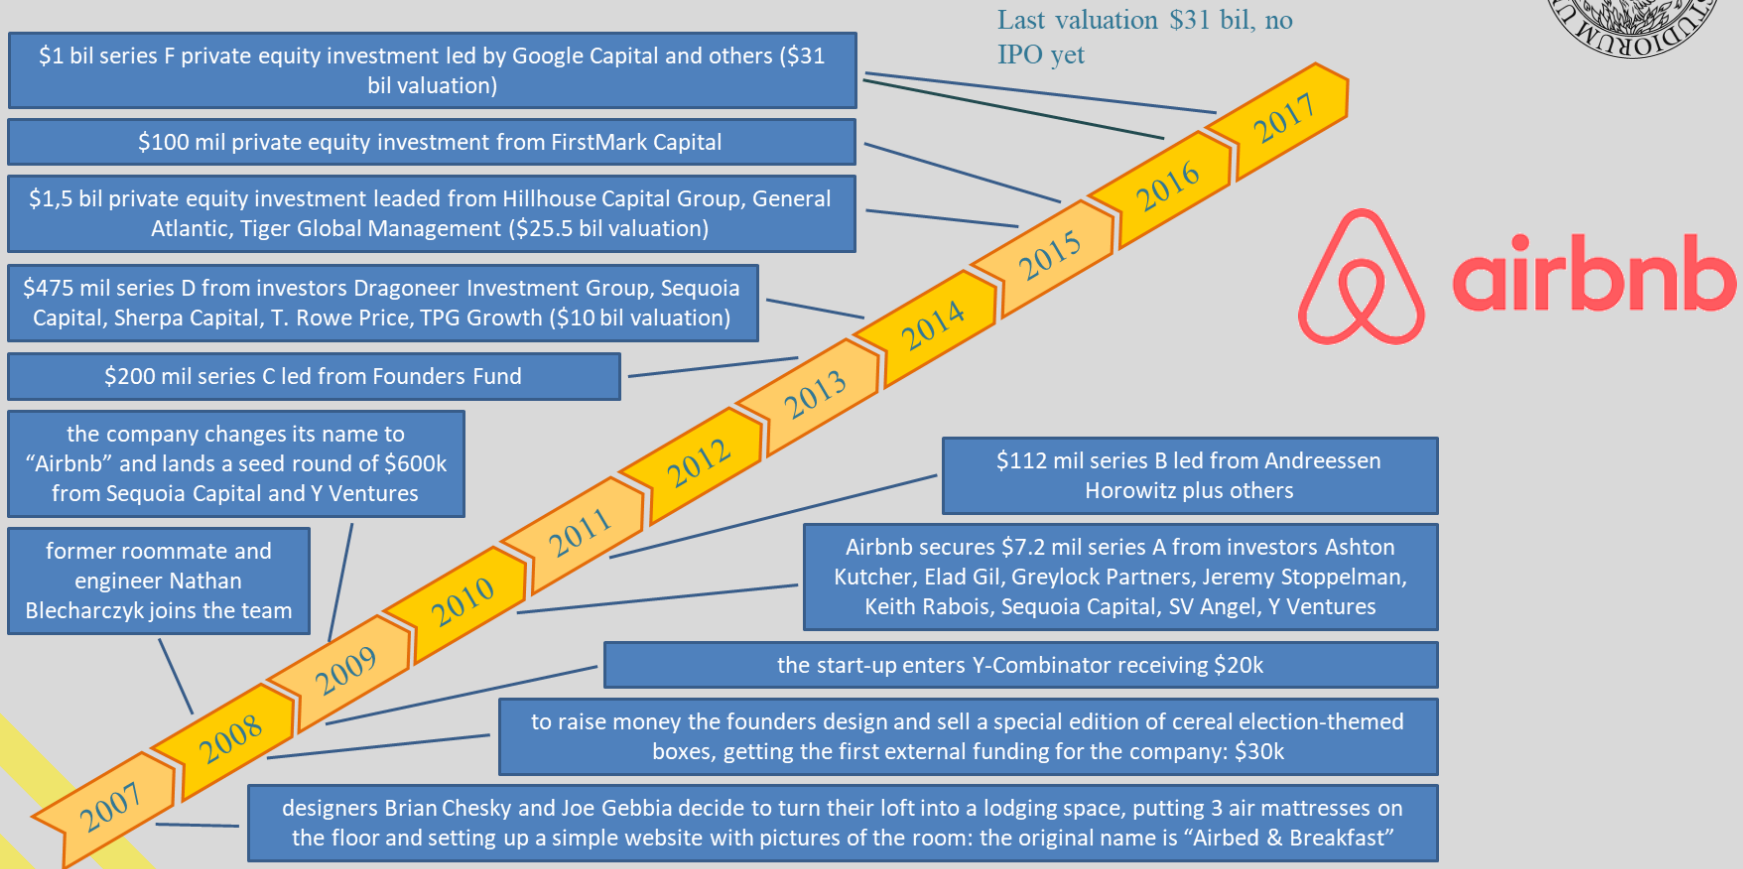 Last valuation $31 bil, no
IPO yet
STUDIORUM
$1 bil series F private equity investment led by Google Capital and others ($31
bil valuation)
$100 mil private equity investment from FirstMark Capital
$1,5 bil private equity investment leaded from Hillhouse Capital Group, General
Atlantic, Tiger Global Management ($25.5 bil valuation)
$475 mil series D from investors Dragoneer Investment Group, Sequoia
Capital, Sherpa Capital, T. Rowe Price, TPG Growth ($10 bil valuation)
$200 mil series C led from Founders Fund
the company changes its name to
“Airbnb” and lands a seed round of $600k
from Sequoia Capital and Y Ventures
former roommate and
engineer Nathan
Blecharczyk joins the team
2017
2016
2015
2014
2013
2012
2011
2010
2009
2008
2007
airbnb
$112 mil series B led from Andreessen
Horowitz plus others
Airbnb secures $7.2 mil series A from investors Ashton
Kutcher, Elad Gil, Greylock Partners, Jeremy Stoppelman,
Keith Rabois, Sequoia Capital, SV Angel, Y Ventures
the start-up enters Y-Combinator receiving $20k
to raise money the founders design and sell a special edition of cereal election-themed
boxes, getting the first external funding for the company: $30k
designers Brian Chesky and Joe Gebbia decide to turn their loft into a lodging space, putting 3 air mattresses on
the floor and setting up a simple website with pictures of the room: the original name is “Airbed & Breakfast”